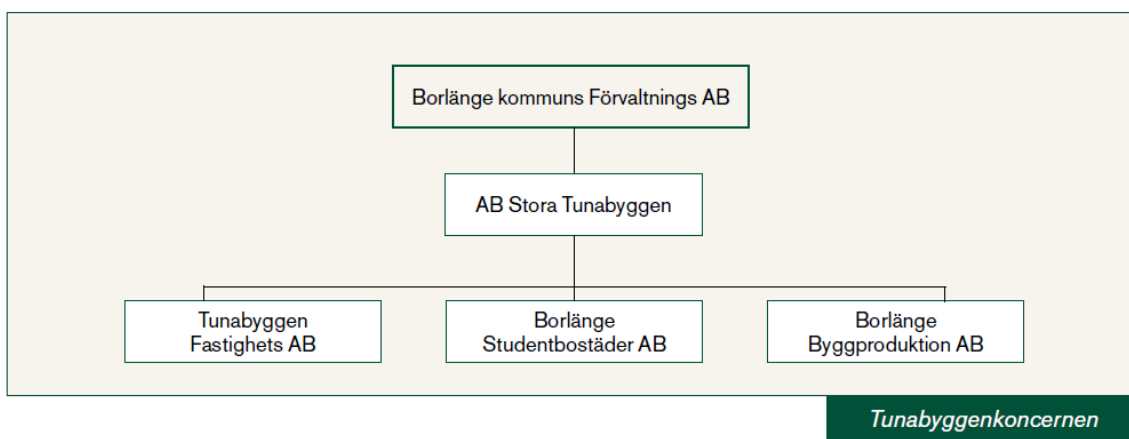 Borlänge kommuns Förvaltnings AB
AB Stora Tunabyggen
Tunabyggen
Fastighets AB
Borlänge
Studentbostäder AB
Borlänge
Byggproduktion AB
Tunabyggenkoncernen